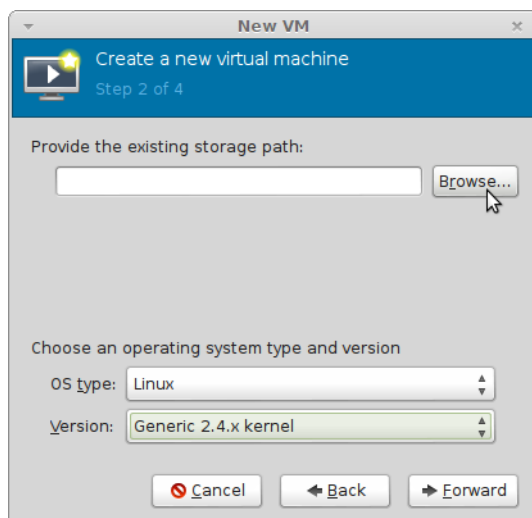 New VM
Create a new virtual machine
Step 2 of 4
Provide the existing storage path:
Browse...
Choose an operating system type and version
OS type: Linux
Version: Generic 2.4.x kernel
Cancel Back Forward